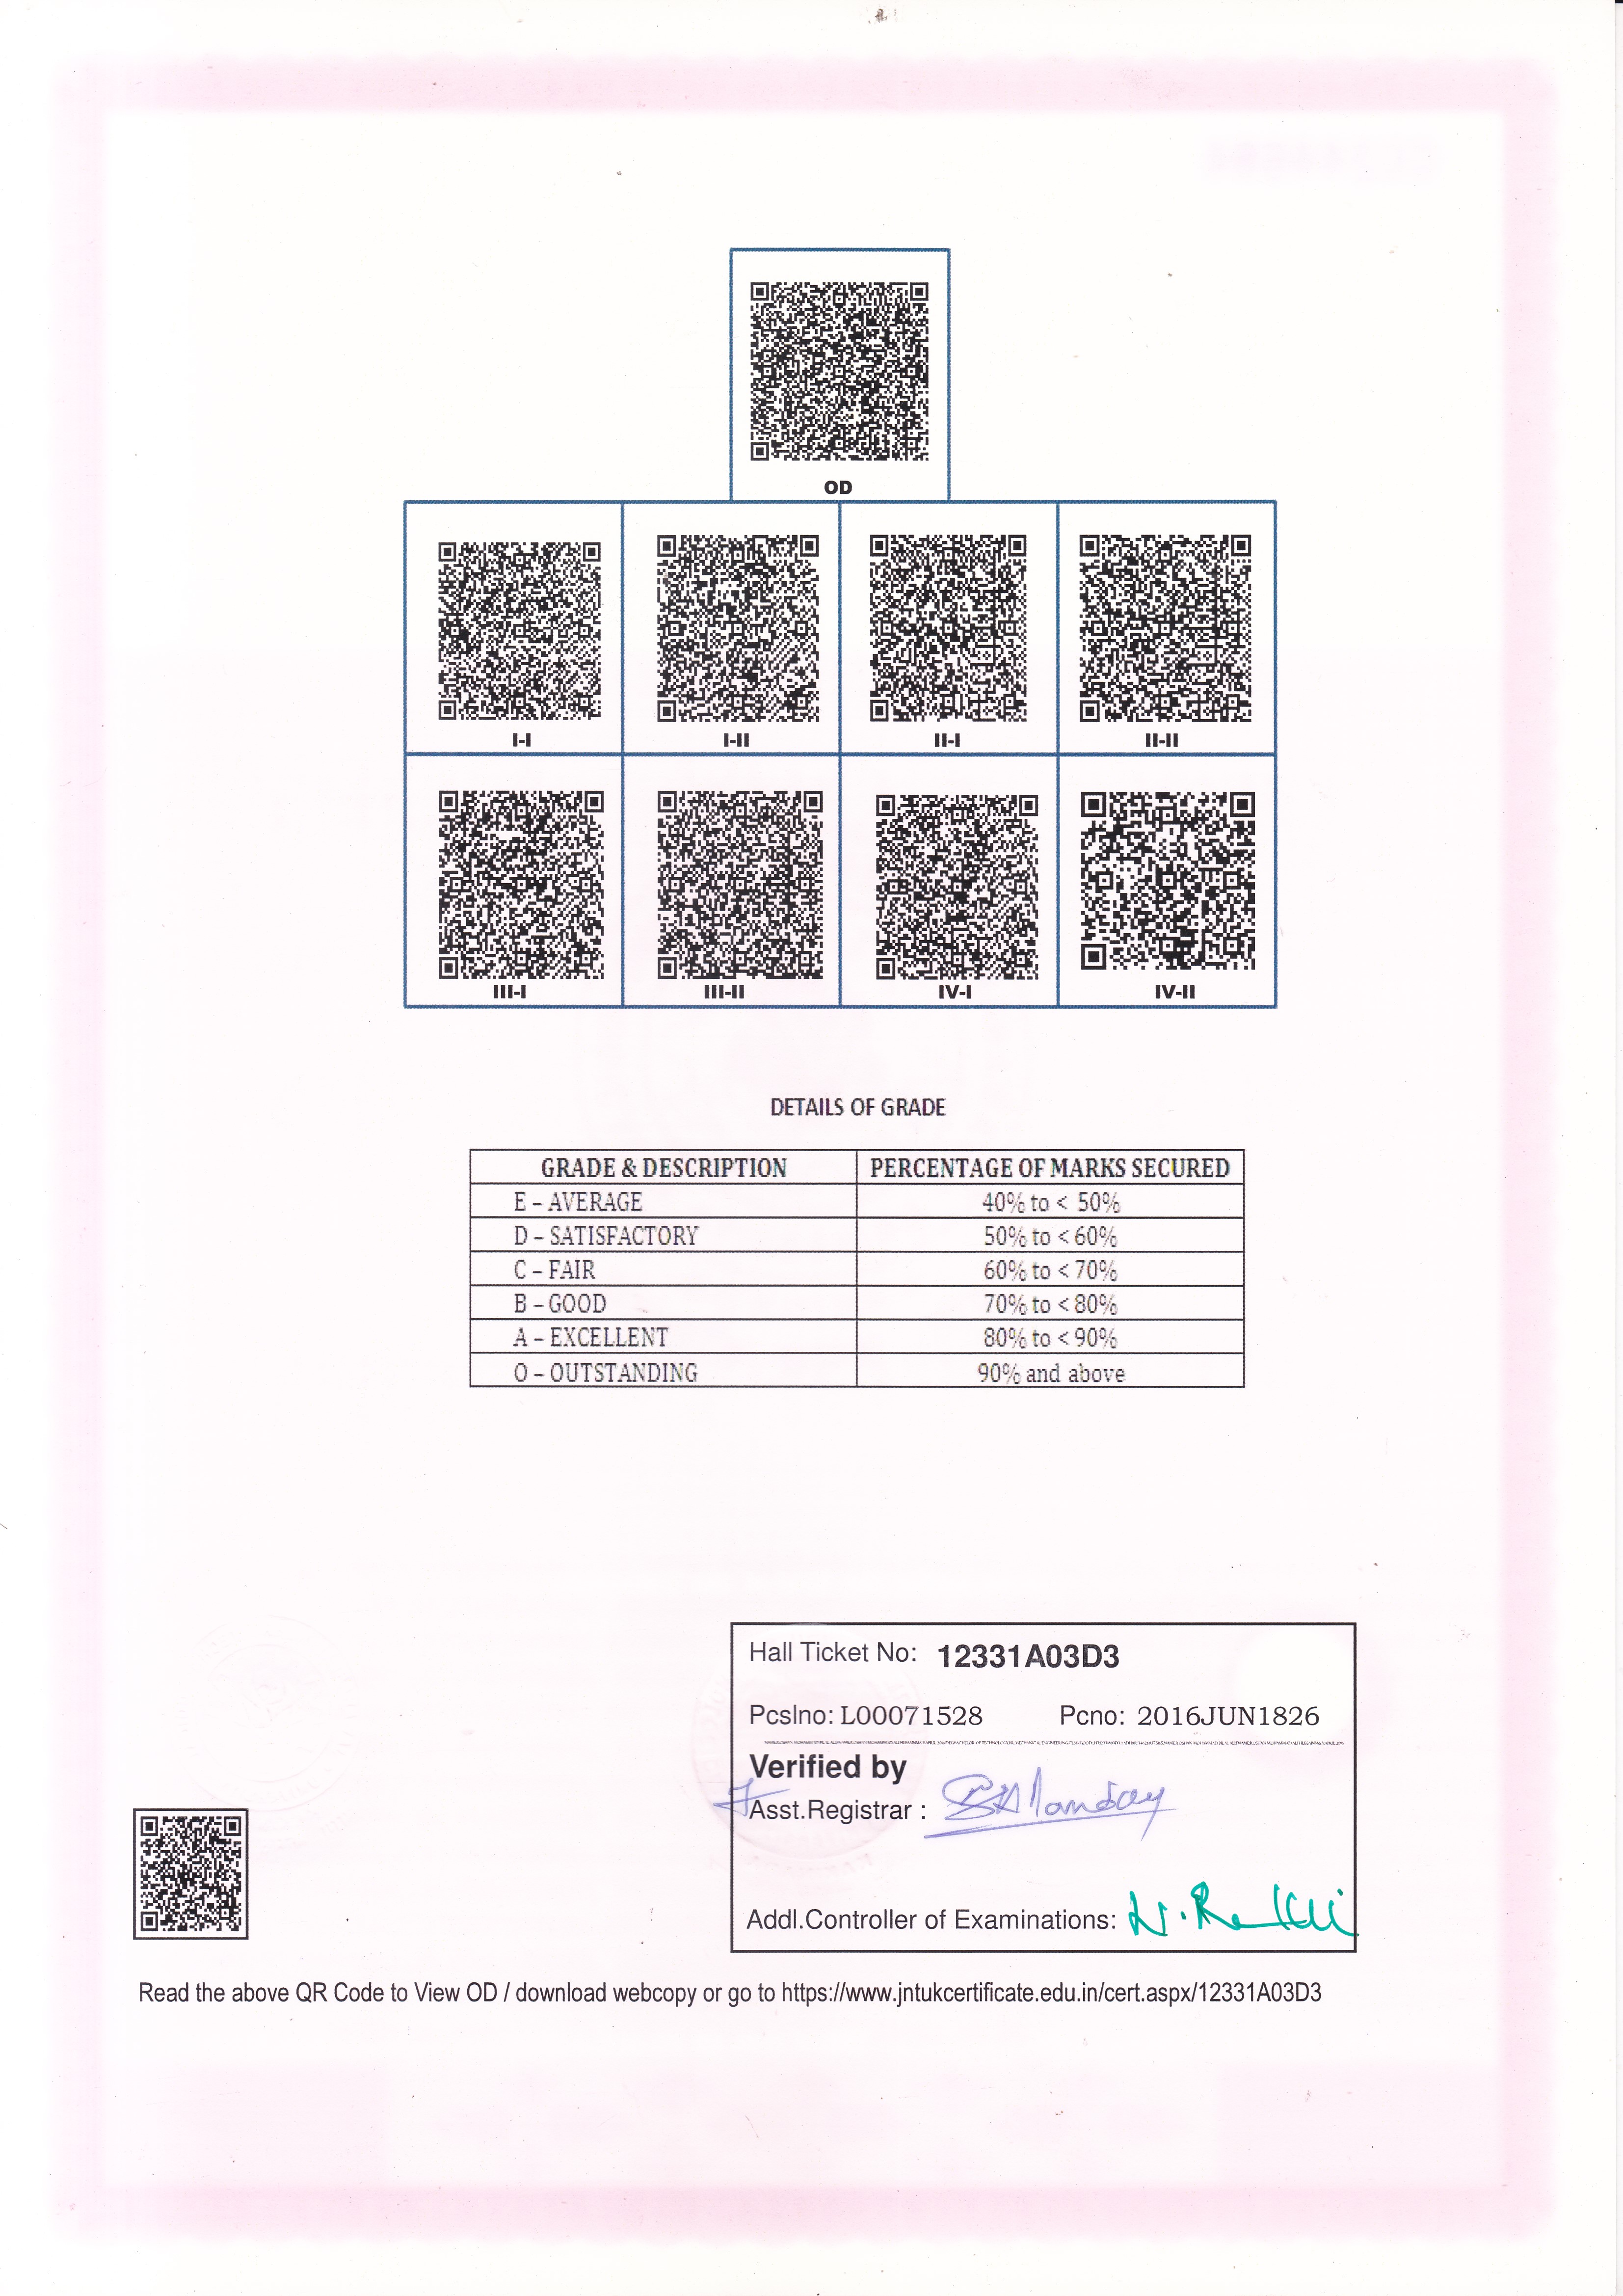 OD
I-I I-II II-I II-II
III-I III-II IV-I IV-II
DETAILS OF GRADE
GRADE & DESCRIPTION PERCENTAGE OF MARKS SECURED
E – AVERAGE 40% to < 50%
D – SATISFACTORY 50% to < 60%
C – FAIR 60% to < 70%
B – GOOD 70% to < 80%
A – EXCELLENT 80% to < 90%
O – OUTSTANDING 90% and above
Hall Ticket No: 12331A03D3
Pcslno: L00071528 Pcno: 2016JUN1826
Verified by
Asst.Registrar :
Addl.Controller of Examinations:
Read the above QR Code to View OD / download webcopy or go to https://www.jntukcertificate.edu.in/cert.aspx/12331A03D3